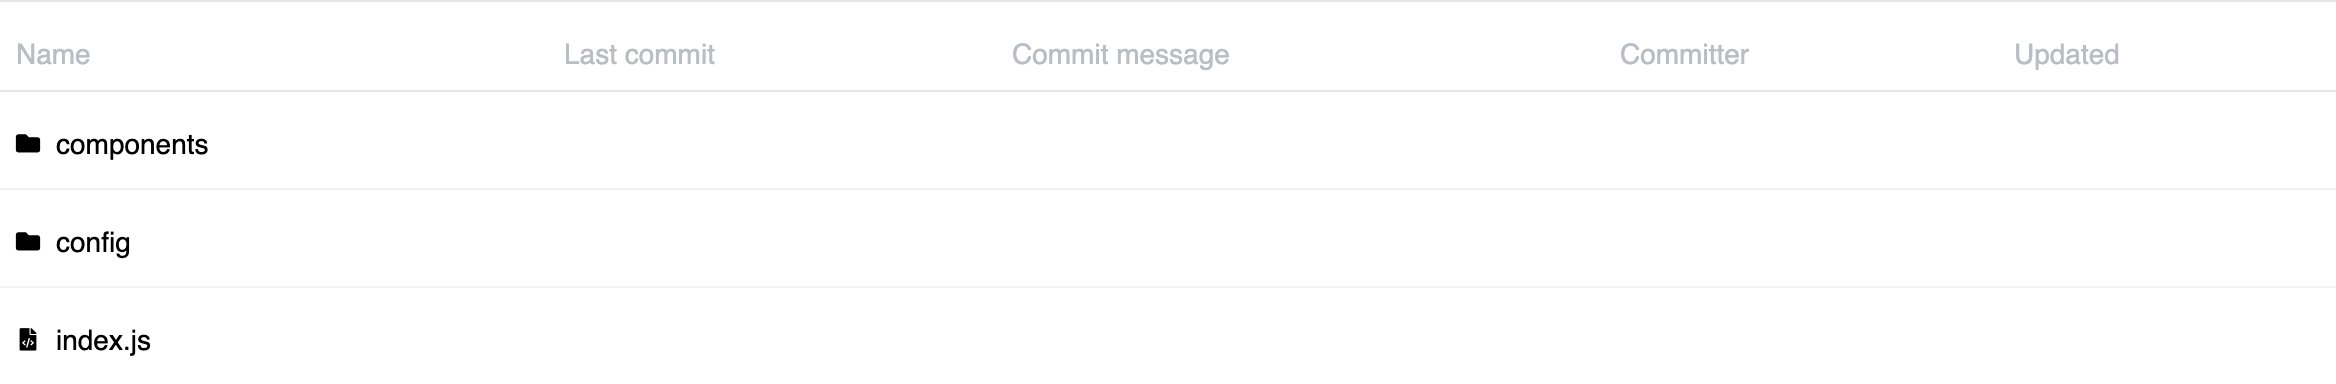 Name Last commit Commit message Committer Updated
components
config
index.js